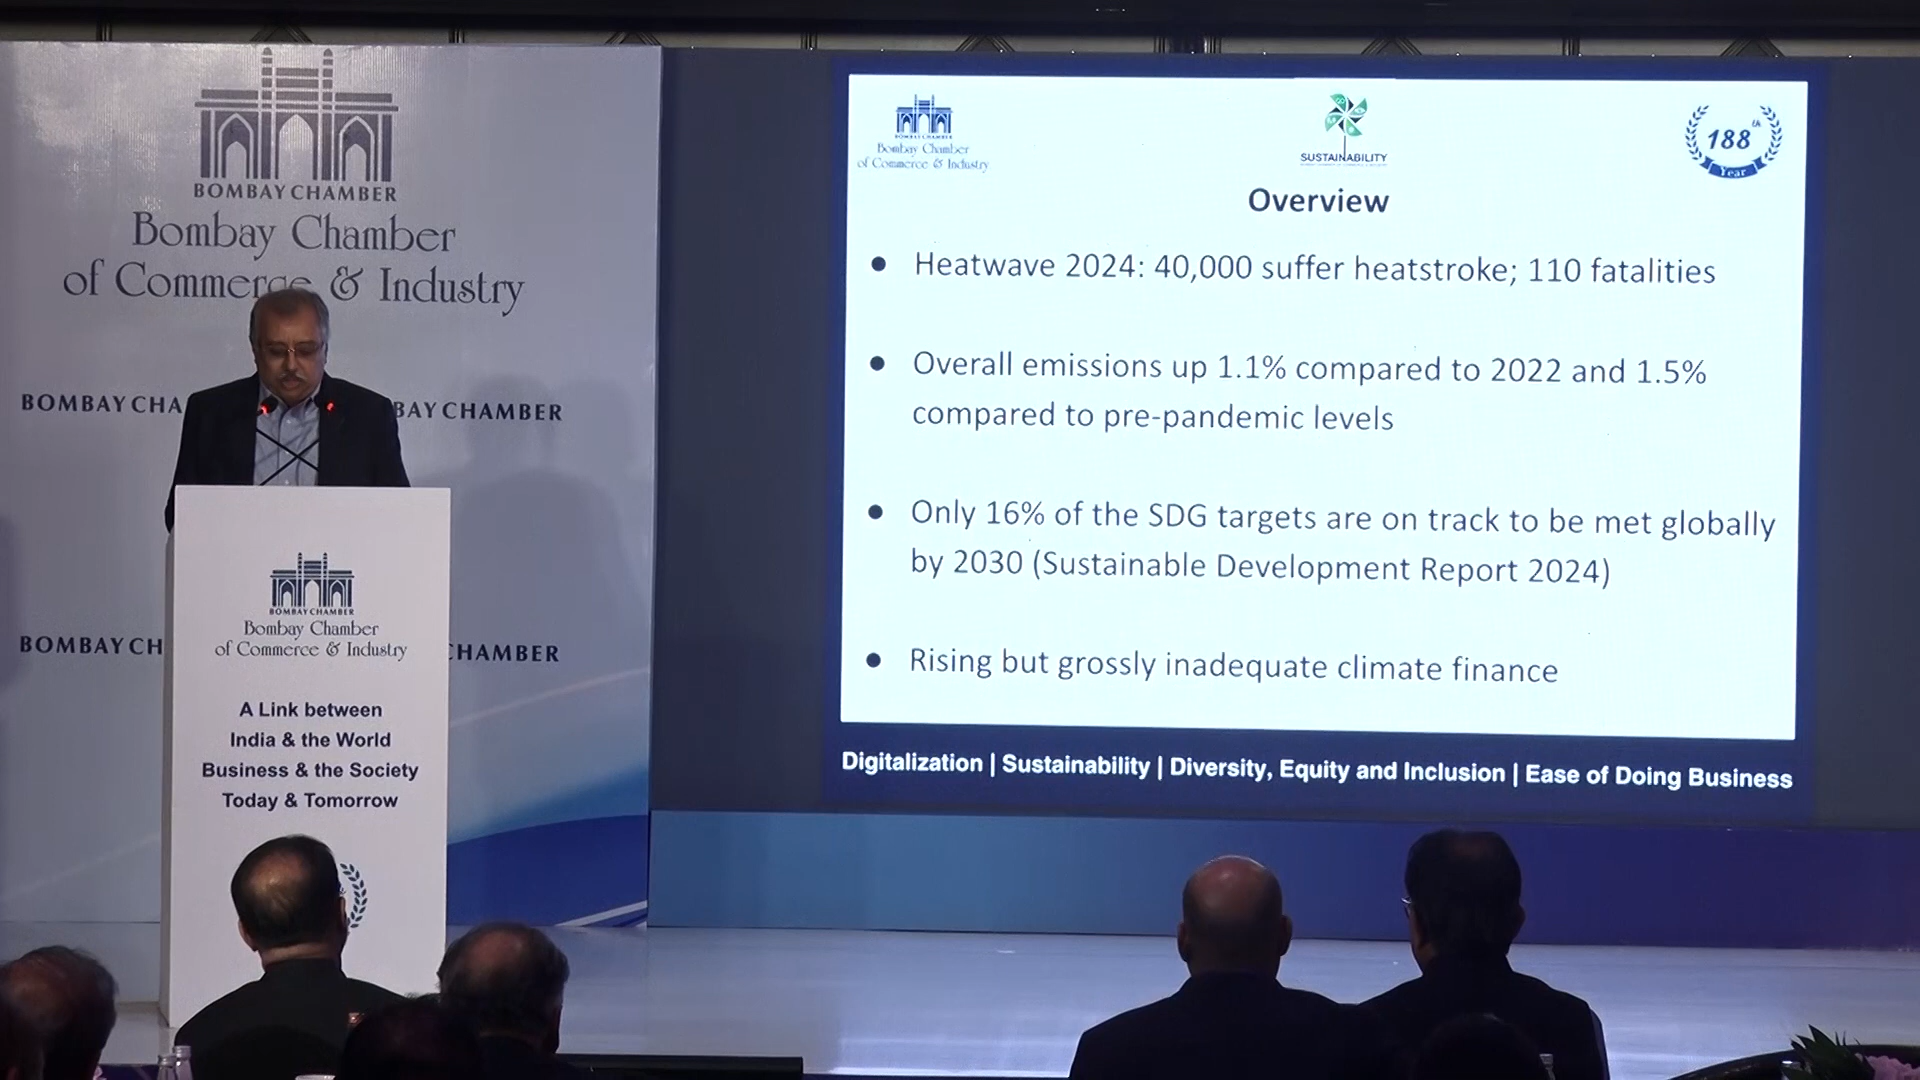 BOMBAY CHAMBER
Bombay Chamber
of Commerce & Industry
BOMBAY CHA
BAY CHAMBER
BOMBAY CH
CHAMBER
BOMBAY CHAMBER
Bombay Chamber
of Commerce & Industry
A Link between
India & the World
Business & the Society
Today & Tomorrow
BOMBAY CHAMBER
Bombay Chamber
of Commerce & Industry
SUSTAINABILITY
188th
Year
Overview
● Heatwave 2024: 40,000 suffer heatstroke; 110 fatalities
● Overall emissions up 1.1% compared to 2022 and 1.5%
compared to pre-pandemic levels
● Only 16% of the SDG targets are on track to be met globally
by 2030 (Sustainable Development Report 2024)
● Rising but grossly inadequate climate finance
Digitalization | Sustainability | Diversity, Equity and Inclusion | Ease of Doing Business